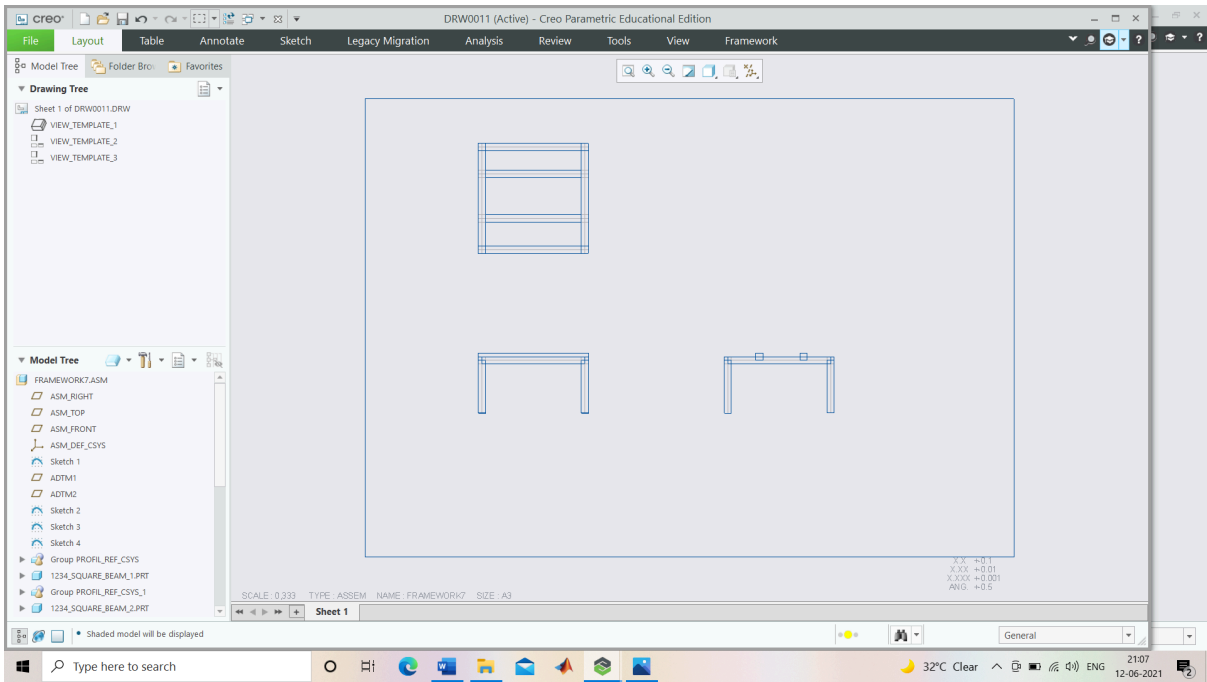 creo°
DRW0011 (Active) - Creo Parametric Educational Edition
File Layout Table Annotate Sketch Legacy Migration Analysis Review Tools View Framework
Model Tree Folder Bro Favorites
Drawing Tree
Sheet 1 of DRW0011.DRW
VIEW_TEMPLATE_1
VIEW_TEMPLATE_2
VIEW_TEMPLATE_3
Model Tree
FRAMEWORK7.ASM
ASM_RIGHT
ASM_TOP
ASM_FRONT
ASM_DEF_CSYS
Sketch 1
ADTM1
ADTM2
Sketch 2
Sketch 3
Sketch 4
Group PROFIL_REF_CSYS
1234_SQUARE_BEAM_1.PRT
Group PROFIL_REF_CSYS_1
1234_SQUARE_BEAM_2.PRT
X.X +-0.1
X.XX +-0.01
X.XXX +-0.001
ANG. +-0.5
SCALE : 0,333 TYPE : ASSEM NAME : FRAMEWORK7 SIZE : A3
Sheet 1
• Shaded model will be displayed
General
Type here to search
32°C Clear
ENG
21:07
12-06-2021
2